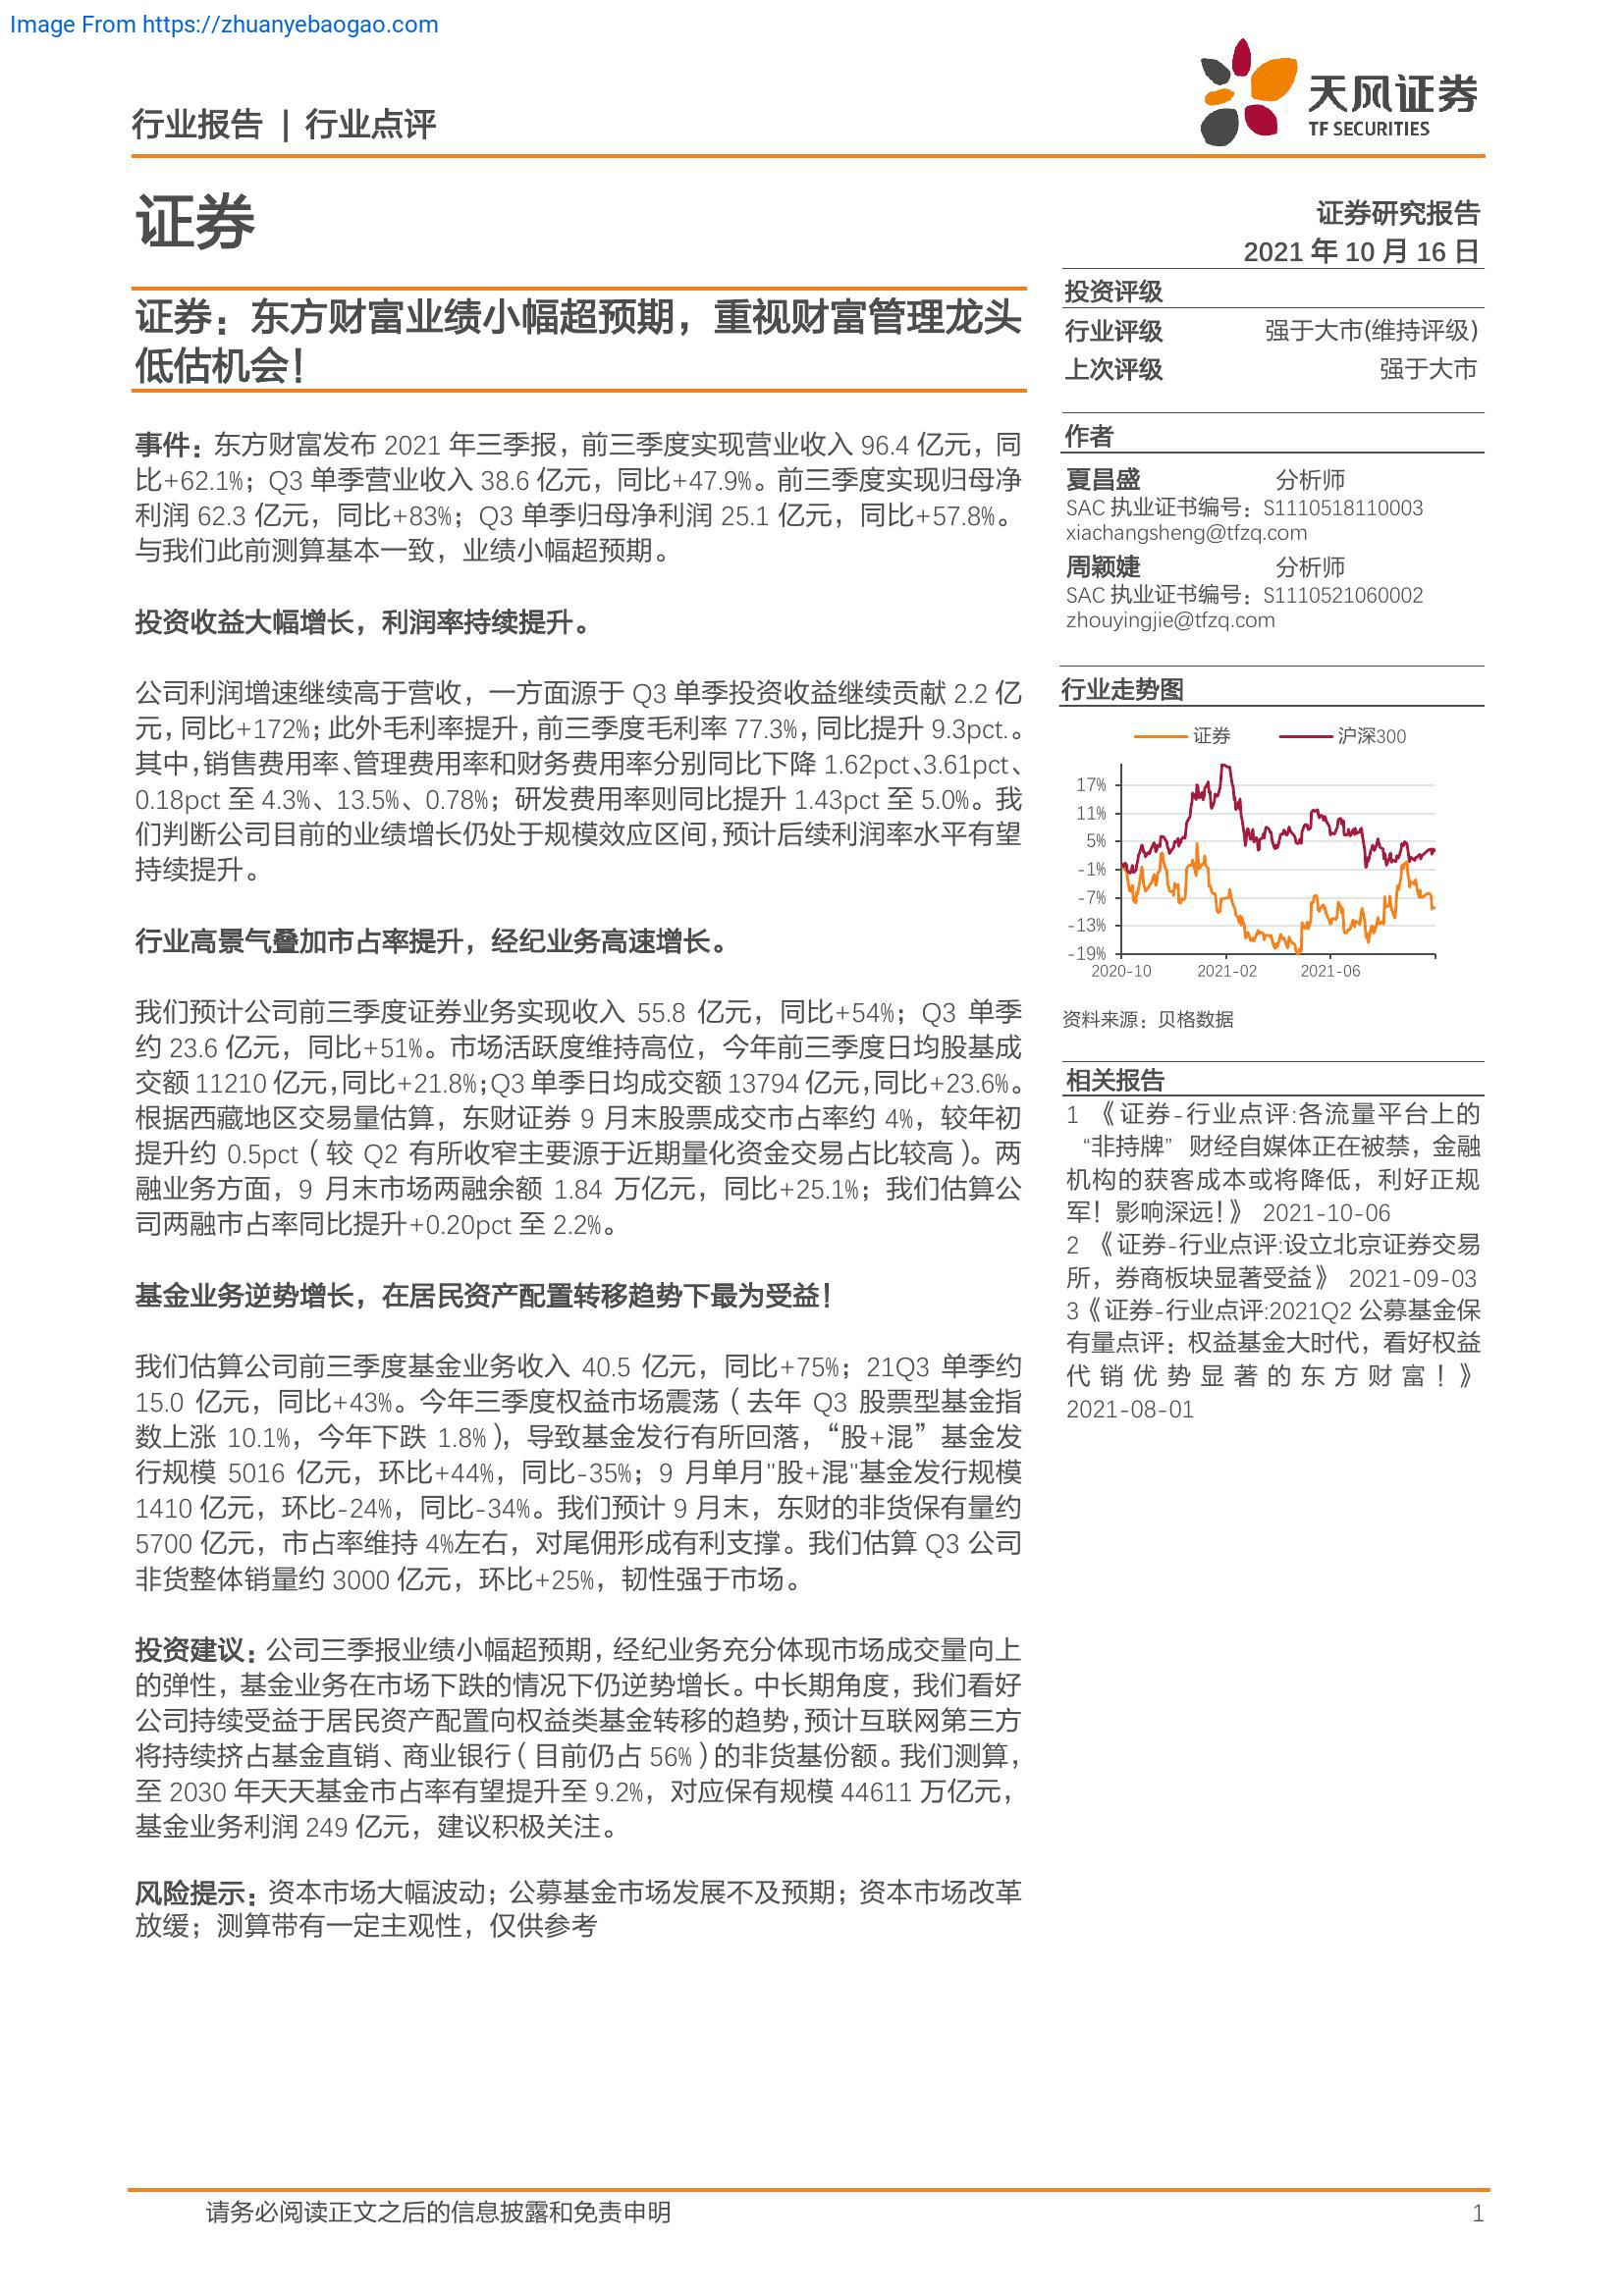 Image From https://zhuanyebaogao.com
行业报告 | 行业点评
天风证券
TF SECURITIES
证券
证券研究报告
2021 年 10 月 16 日
证券：东方财富业绩小幅超预期，重视财富管理龙头
低估机会！
事件：东方财富发布 2021 年三季报，前三季度实现营业收入 96.4 亿元，同
比+62.1%；Q3 单季营业收入 38.6 亿元，同比+47.9%。前三季度实现归母净
利润 62.3 亿元，同比+83%；Q3 单季归母净利润 25.1 亿元，同比+57.8%。
与我们此前测算基本一致，业绩小幅超预期。
投资收益大幅增长，利润率持续提升。
公司利润增速继续高于营收，一方面源于 Q3 单季投资收益继续贡献 2.2 亿
元，同比+172%；此外毛利率提升，前三季度毛利率 77.3%，同比提升 9.3pct.。
其中，销售费用率、管理费用率和财务费用率分别同比下降 1.62pct、3.61pct、
0.18pct 至 4.3%、13.5%、0.78%；研发费用率则同比提升 1.43pct 至 5.0%。我
们判断公司目前的业绩增长仍处于规模效应区间，预计后续利润率水平有望
持续提升。
行业高景气叠加市占率提升，经纪业务高速增长。
我们预计公司前三季度证券业务实现收入 55.8 亿元，同比+54%；Q3 单季
约 23.6 亿元，同比+51%。市场活跃度维持高位，今年前三季度日均股基成
交额 11210 亿元，同比+21.8%；Q3 单季日均成交额 13794 亿元，同比+23.6%。
根据西藏地区交易量估算，东财证券 9 月末股票成交市占率约 4%，较年初
提升约 0.5pct（较 Q2 有所收窄主要源于近期量化资金交易占比较高）。两
融业务方面，9 月末市场两融余额 1.84 万亿元，同比+25.1%；我们估算公
司两融市占率同比提升+0.20pct 至 2.2%。
基金业务逆势增长，在居民资产配置转移趋势下最为受益！
我们估算公司前三季度基金业务收入 40.5 亿元，同比+75%；21Q3 单季约
15.0 亿元，同比+43%。今年三季度权益市场震荡（去年 Q3 股票型基金指
数上涨 10.1%，今年下跌 1.8%），导致基金发行有所回落，“股+混”基金发
行规模 5016 亿元，环比+44%，同比-35%；9 月单月"股+混"基金发行规模
1410 亿元，环比-24%，同比-34%。我们预计 9 月末，东财的非货保有量约
5700 亿元，市占率维持 4%左右，对尾佣形成有利支撑。我们估算 Q3 公司
非货整体销量约 3000 亿元，环比+25%，韧性强于市场。
投资建议：公司三季报业绩小幅超预期，经纪业务充分体现市场成交量向上
的弹性，基金业务在市场下跌的情况下仍逆势增长。中长期角度，我们看好
公司持续受益于居民资产配置向权益类基金转移的趋势，预计互联网第三方
将持续挤占基金直销、商业银行（目前仍占 56%）的非货基份额。我们测算，
至 2030 年天天基金市占率有望提升至 9.2%，对应保有规模 44611 万亿元，
基金业务利润 249 亿元，建议积极关注。
风险提示：资本市场大幅波动；公募基金市场发展不及预期；资本市场改革
放缓；测算带有一定主观性，仅供参考
投资评级
行业评级 强于大市(维持评级)
上次评级 强于大市
作者
夏昌盛 分析师
SAC 执业证书编号：S1110518110003
xiachangsheng@tfzq.com
周颖婕 分析师
SAC 执业证书编号：S1110521060002
zhouyingjie@tfzq.com
行业走势图
证券 沪深300
17%
11%
5%
-1%
-7%
-13%
-19%
2020-10 2021-02 2021-06
资料来源：贝格数据
相关报告
1 《证券-行业点评:各流量平台上的
“非持牌” 财经自媒体正在被禁，金融
机构的获客成本或将降低，利好正规
军！影响深远！》 2021-10-06
2 《证券-行业点评:设立北京证券交易
所，券商板块显著受益》 2021-09-03
3《证券-行业点评:2021Q2 公募基金保
有量点评：权益基金大时代，看好权益
代销优势显著的东方财富！》
2021-08-01
请务必阅读正文之后的信息披露和免责申明 1